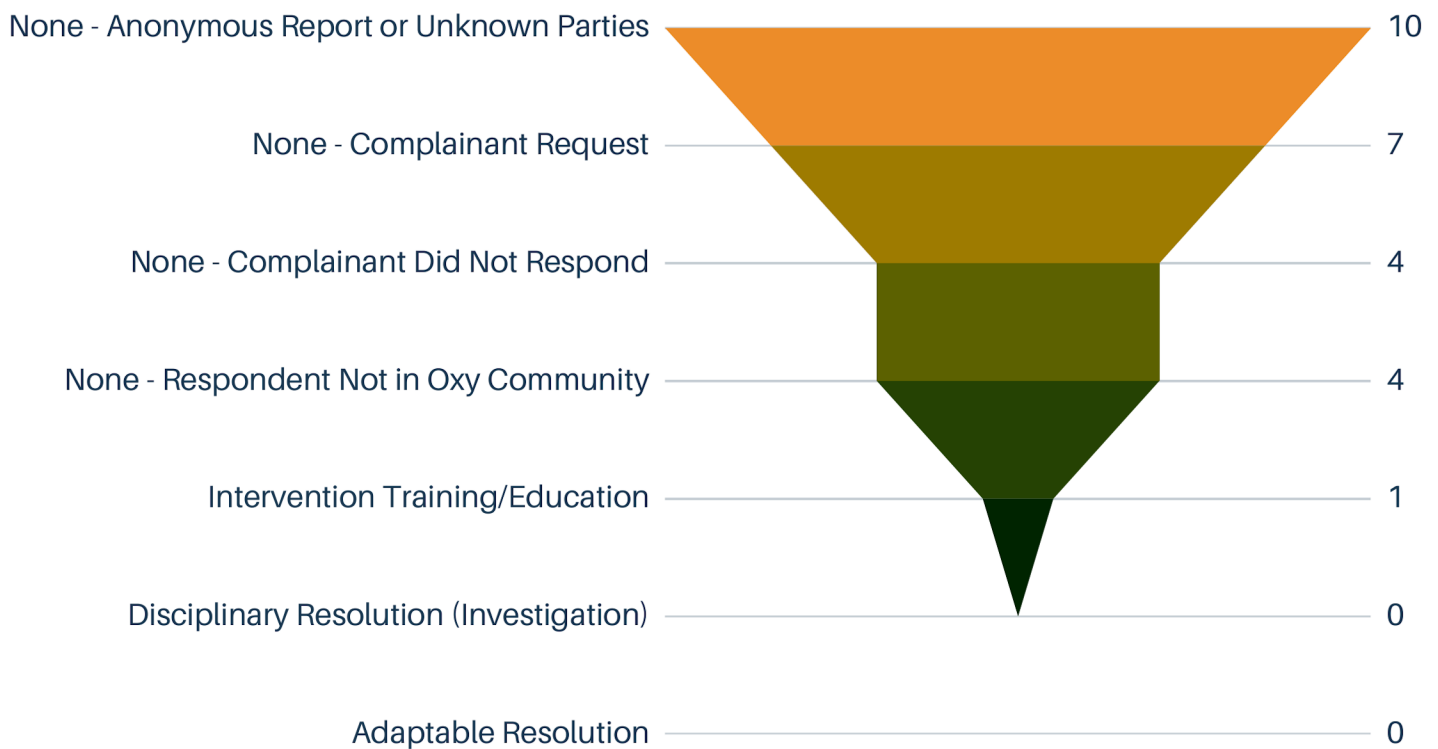 None - Anonymous Report or Unknown Parties 10
None - Complainant Request 7
None - Complainant Did Not Respond 4
None - Respondent Not in Oxy Community 4
Intervention Training/Education 1
Disciplinary Resolution (Investigation) 0
Adaptable Resolution 0